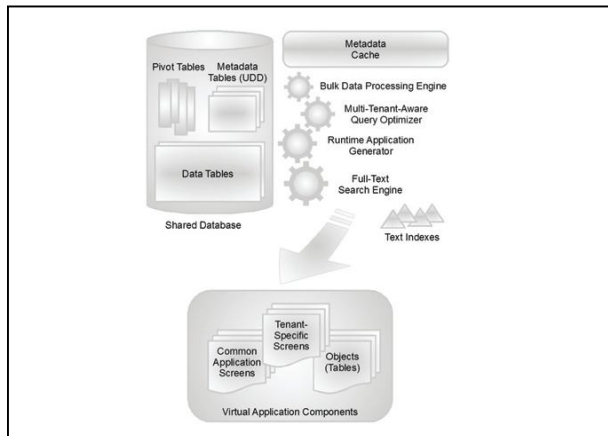 Metadata
Cache
Pivot Tables
Metadata
Tables (UDD)
Data Tables
Shared Database
Bulk Data Processing Engine
Multi-Tenant-Aware
Query Optimizer
Runtime Application
Generator
Full-Text
Search Engine
Text Indexes
Common
Application
Screens
Tenant-
Specific
Screens
Objects
(Tables)
Virtual Application Components